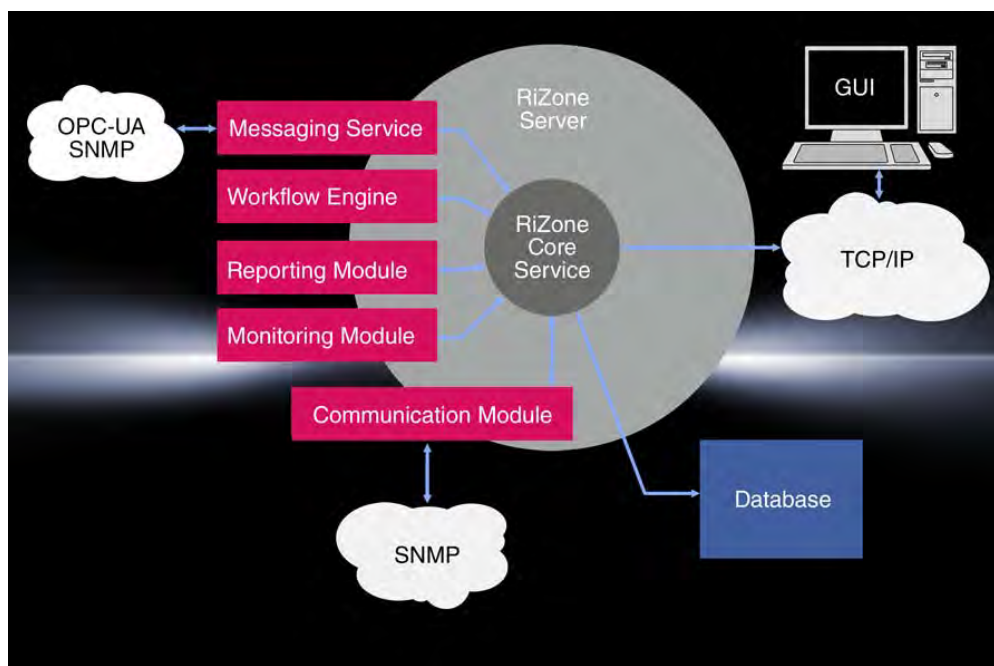 OPC-UA
SNMP
Messaging Service
Workflow Engine
Reporting Module
Monitoring Module
Communication Module
SNMP
RiZone
Server
RiZone
Core
Service
GUI
TCP/IP
Database